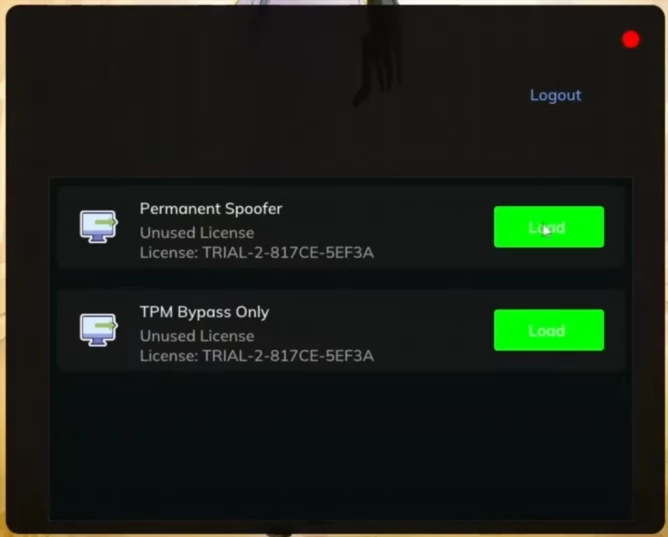 Logout
Permanent Spoofer
Unused License
License: TRIAL-2-817CE-5EF3A
Load
TPM Bypass Only
Unused License
License: TRIAL-2-817CE-5EF3A
Load